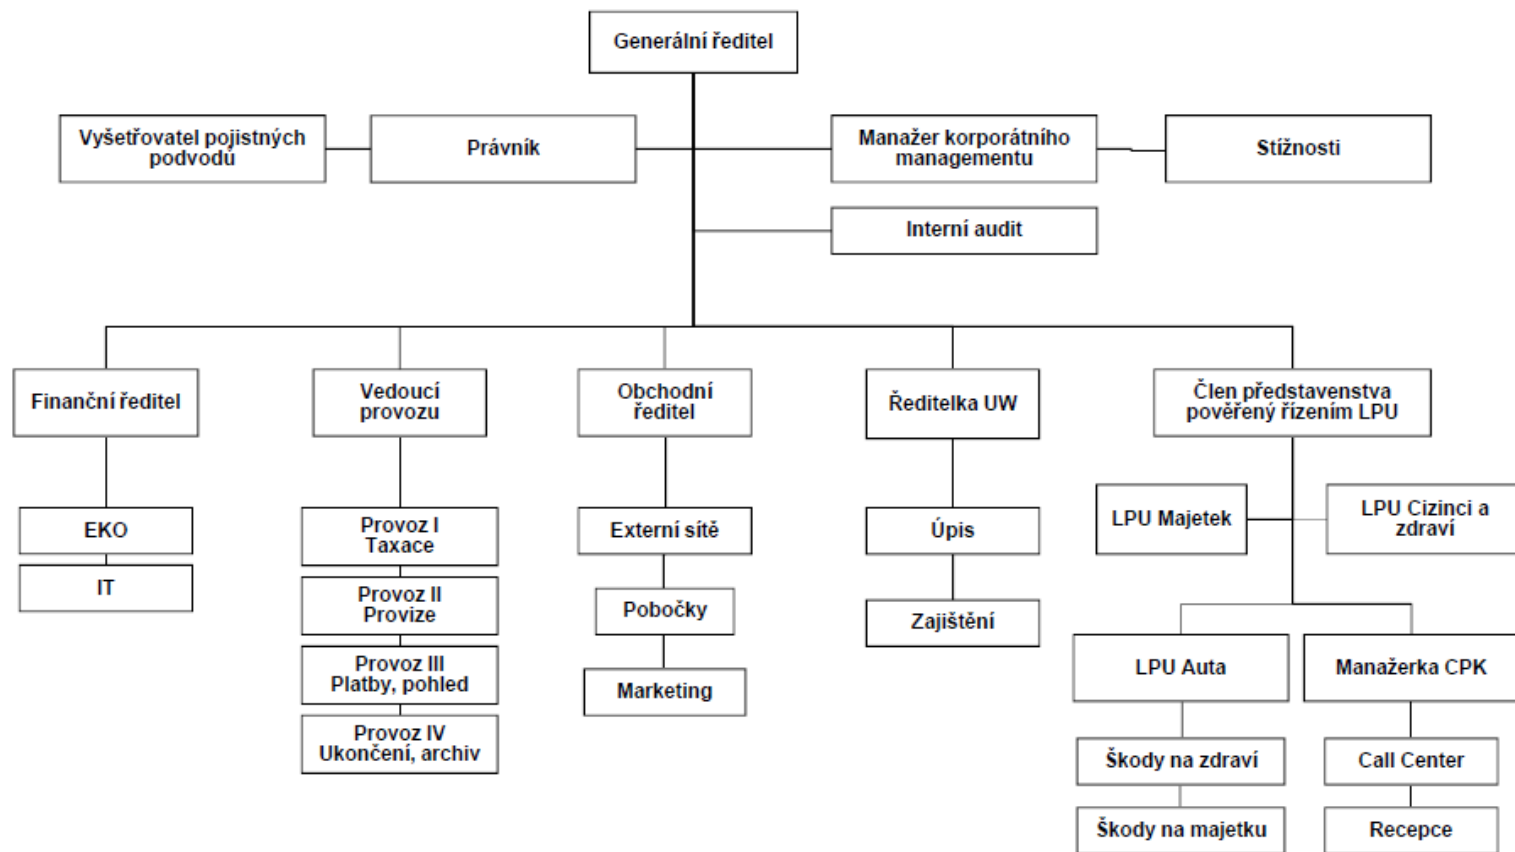 Generální ředitel
Vyšetřovatel pojistných
podvodů
Právník
Manažer korporátního
managementu
Stížnosti
Interní audit
Finanční ředitel
Vedoucí
provozu
Obchodní
ředitel
Ředitelka UW
Člen představenstva
pověřený řízením LPU
EKO
IT
Provoz I
Taxace
Provoz II
Provize
Provoz III
Platby, pohled
Provoz IV
Ukončení, archiv
Externí sítě
Pobočky
Marketing
Úpis
Zajištění
LPU Majetek
LPU Cizinci a
zdraví
LPU Auta
Manažerka CPK
Škody na zdraví
Škody na majetku
Call Center
Recepce